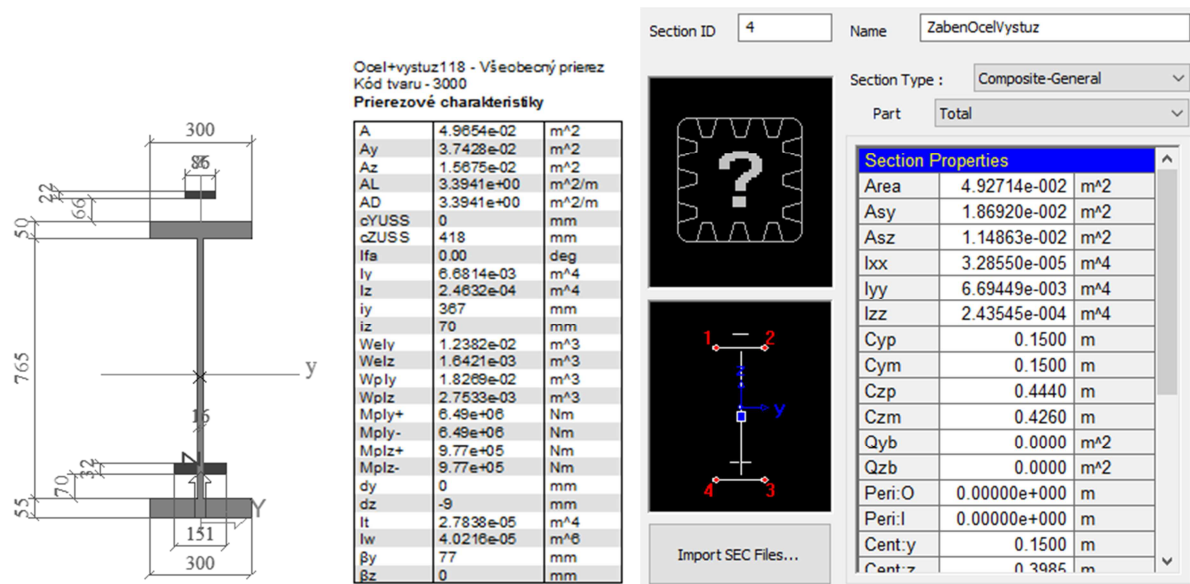 300
86
22
66
50
765
y
16
32
70
55
Y
151
300
Ocel+vystuz118 - Všeobecný prierez
Kód tvaru - 3000
Prierezové charakteristiky
A 4.9654e-02 m^2
Ay 3.7428e-02 m^2
Az 1.5675e-02 m^2
AL 3.3941e+00 m^2/m
AD 3.3941e+00 m^2/m
cYUSS 0 mm
cZUSS 418 mm
Ifa 0.00 deg
Iy 6.6814e-03 m^4
Iz 2.4632e-04 m^4
iy 367 mm
iz 70 mm
Wely 1.2382e-02 m^3
Welz 1.6421e-03 m^3
Wply 1.8269e-02 m^3
Wplz 2.7533e-03 m^3
Mply+ 6.49e+06 Nm
Mply- 6.49e+06 Nm
Mplz+ 9.77e+05 Nm
Mplz- 9.77e+05 Nm
dy 0 mm
dz -9 mm
It 2.7838e-05 m^4
Iw 4.0216e-05 m^6
βy 77 mm
βz 0 mm
Section ID 4 Name ZabenOcelVystuz
Section Type : Composite-General
Part Total
?
1 2
z
y
4 3
Import SEC Files...
Section Properties
Area 4.92714e-002 m^2
Asy 1.86920e-002 m^2
Asz 1.14863e-002 m^2
Ixx 3.28550e-005 m^4
Iyy 6.69449e-003 m^4
Izz 2.43545e-004 m^4
Cyp 0.1500 m
Cym 0.1500 m
Czp 0.4440 m
Czm 0.4260 m
Qyb 0.0000 m^2
Qzb 0.0000 m^2
Peri:O 0.00000e+000 m
Peri:I 0.00000e+000 m
Cent:y 0.1500 m
Cent:z 0.3985 m